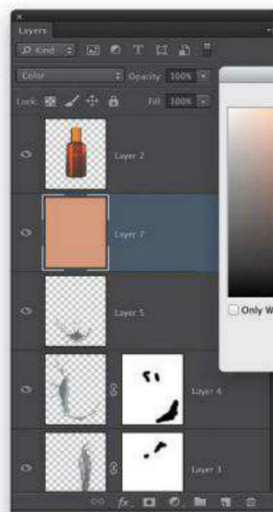 Layers
Kind
Color Opacity: 100%
Lock: Fill: 100%
Layer 2
Layer 7
Layer 5
Layer 4
Layer 3
Only W
fx